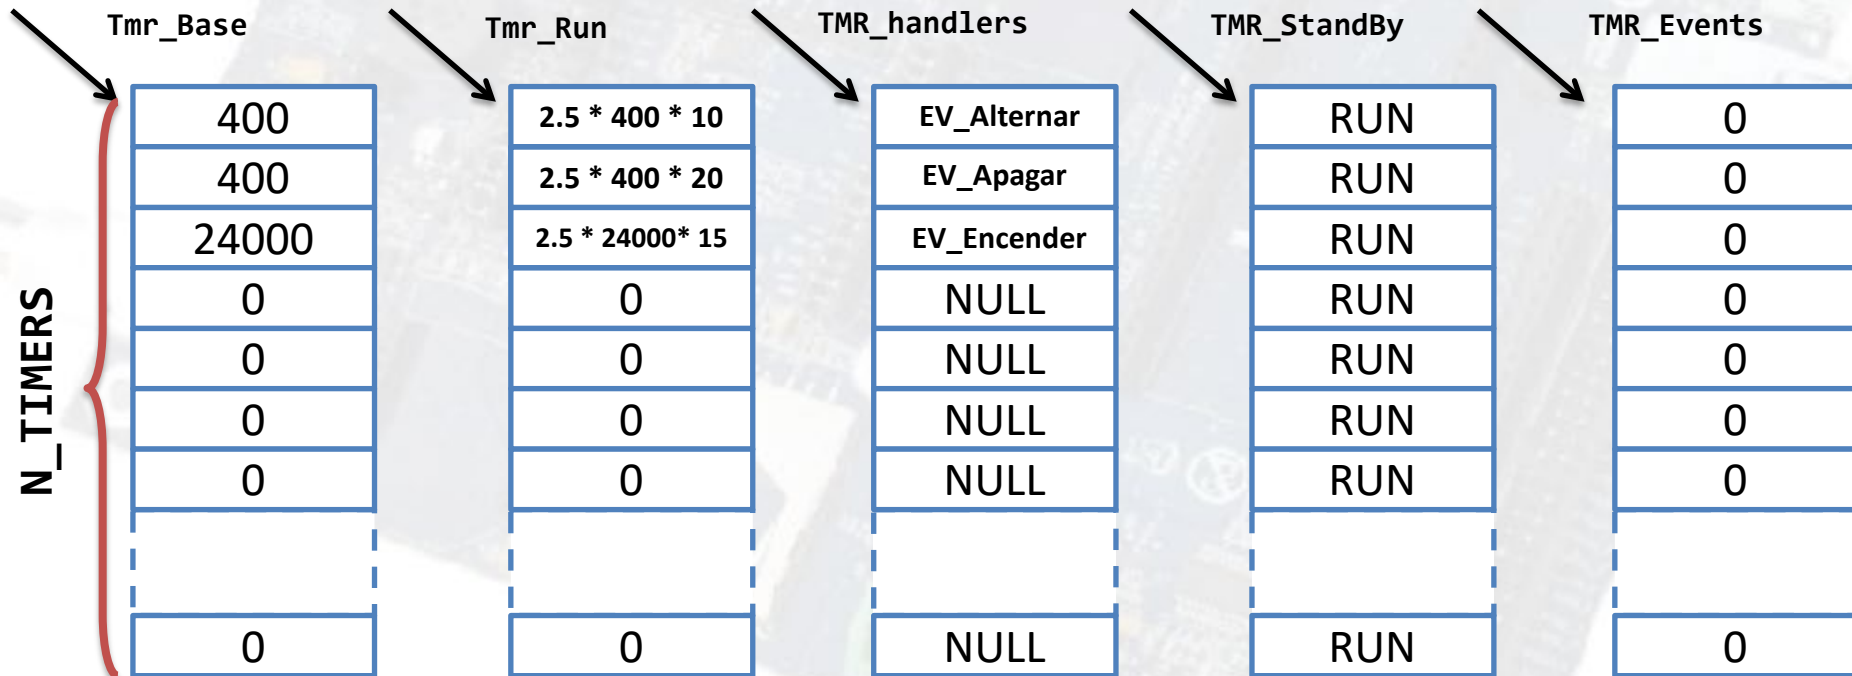 Tmr_Base Tmr_Run TMR_handlers TMR_StandBy TMR_Events
400 2.5 * 400 * 10 EV_Alternar RUN 0
400 2.5 * 400 * 20 EV_Apagar RUN 0
24000 2.5 * 24000* 15 EV_Encender RUN 0
0 0 NULL RUN 0
0 0 NULL RUN 0
0 0 NULL RUN 0
0 0 NULL RUN 0
0 0 NULL RUN 0
N_TIMERS